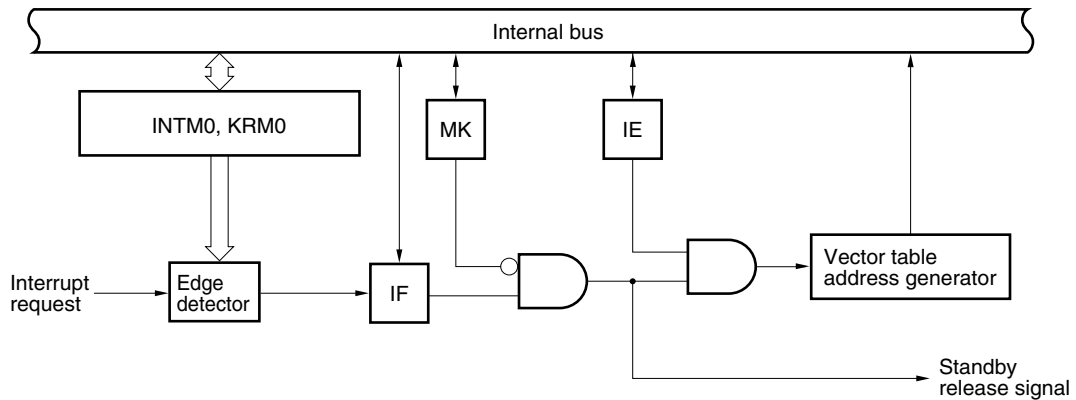 Internal bus
INTM0, KRM0
MK
IE
Interrupt
request
Edge
detector
IF
Vector table
address generator
Standby
release signal